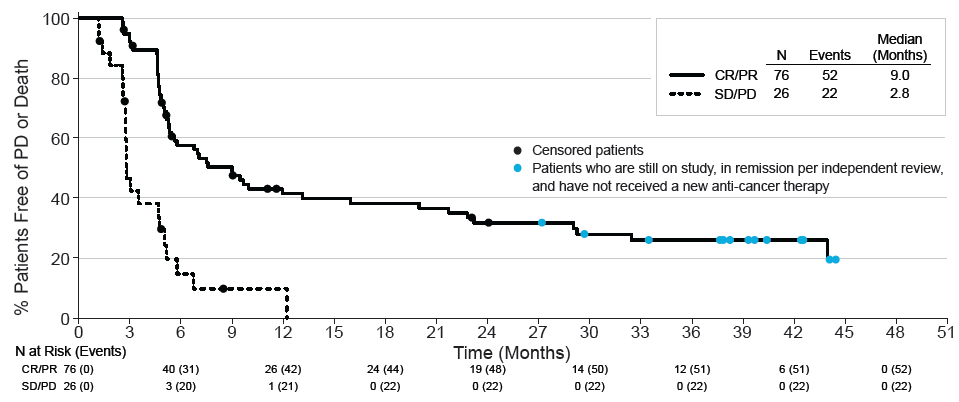 % Patients Free of PD or Death
100
80
60
40
20
0
N Events Median (Months)
CR/PR 76 52 9.0
SD/PD 26 22 2.8
Censored patients
Patients who are still on study, in remission per independent review,
and have not received a new anti-cancer therapy
0 3 6 9 12 15 18 21 24 27 30 33 36 39 42 45 48 51
Time (Months)
N at Risk (Events)
CR/PR 76 (0) 40 (31) 26 (42) 24 (44) 19 (48) 14 (50) 12 (51) 6 (51) 0 (52)
SD/PD 26 (0) 3 (20) 1 (21) 0 (22) 0 (22) 0 (22) 0 (22) 0 (22) 0 (22)